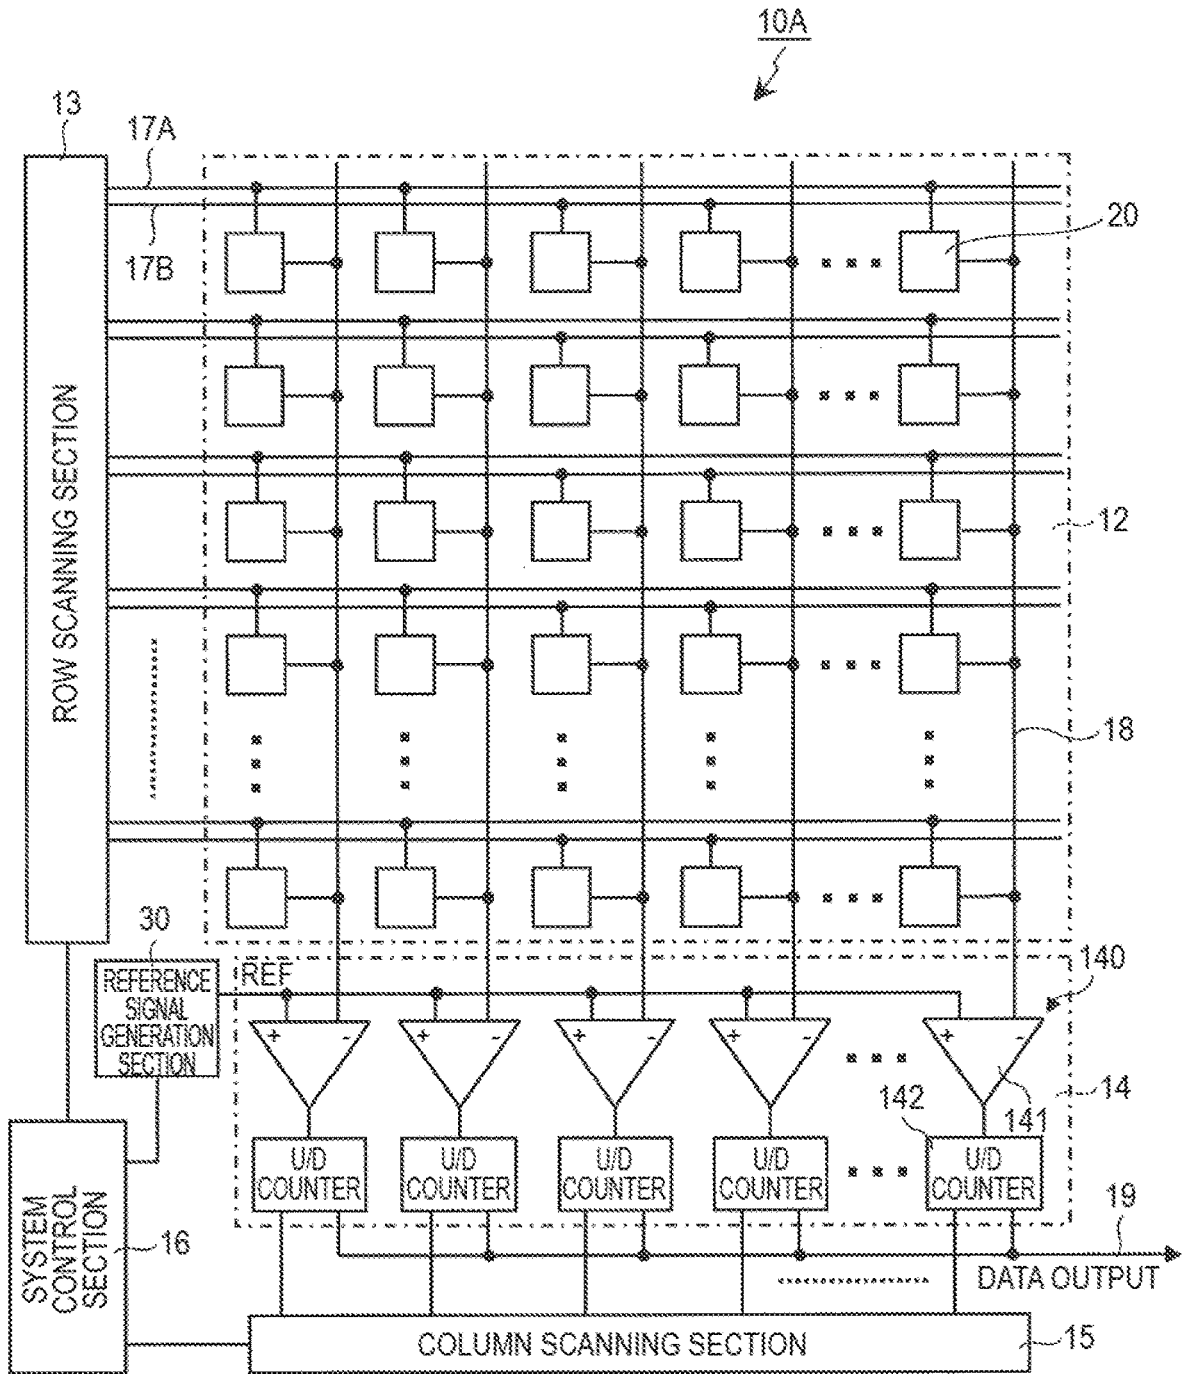 10A
13
17A
17B
20
ROW SCANNING SECTION
12
18
30
REFERENCE
SIGNAL
GENERATION
SECTION
REF
140
+ -
+ -
+ -
+ -
+ -
14
142
141
U/D
COUNTER
U/D
COUNTER
U/D
COUNTER
U/D
COUNTER
U/D
COUNTER
SYSTEM
CONTROL
SECTION
16
19
DATA OUTPUT
COLUMN SCANNING SECTION
15